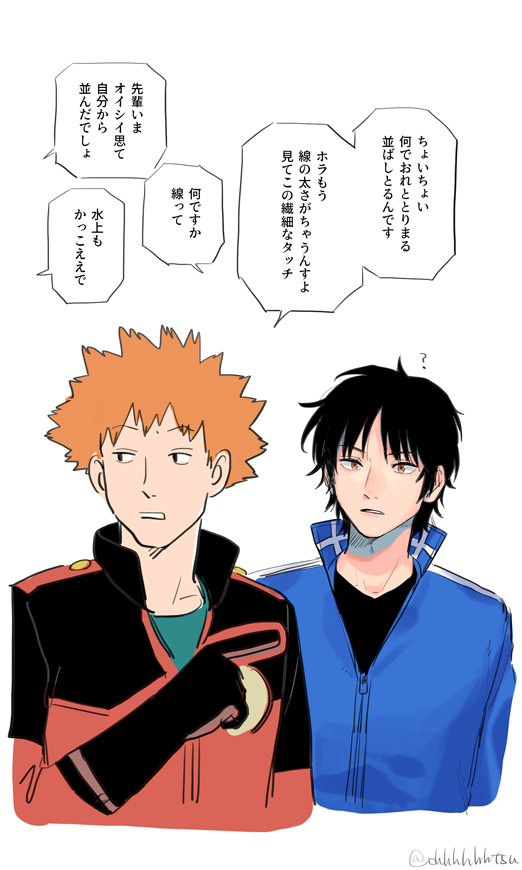 ちょいちょい
何でおれととりまる
並ばしとるんです
ホラもう
線の太さがちゃうんすよ
見てこの繊細なタッチ
何ですか
線って
先輩いま
オイシイ思て
自分から
並んだでしょ
水上も
かっこええで
?